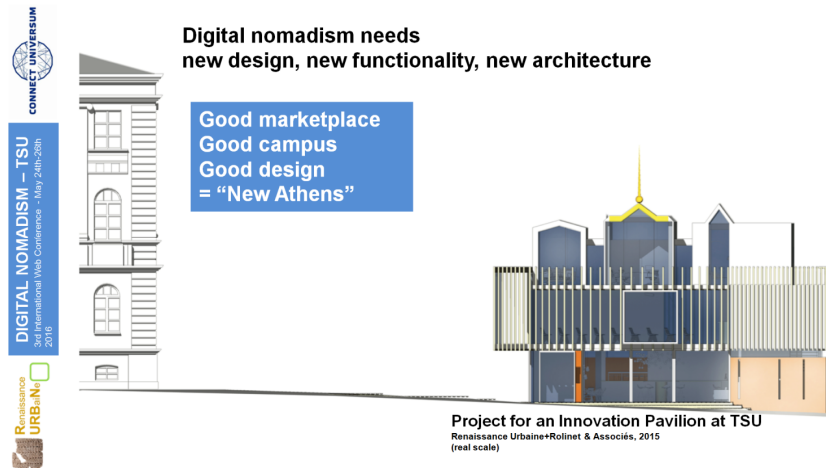 CONNECT UNIVERSUM
DIGITAL NOMADISM – TSU
3rd International Web Conference - May 24th-26th
2016
Renaissance
URBaiNe
Digital nomadism needs
new design, new functionality, new architecture
Good marketplace
Good campus
Good design
= “New Athens”
Project for an Innovation Pavilion at TSU
Renaissance Urbaine+Rolinet & Associés, 2015
(real scale)